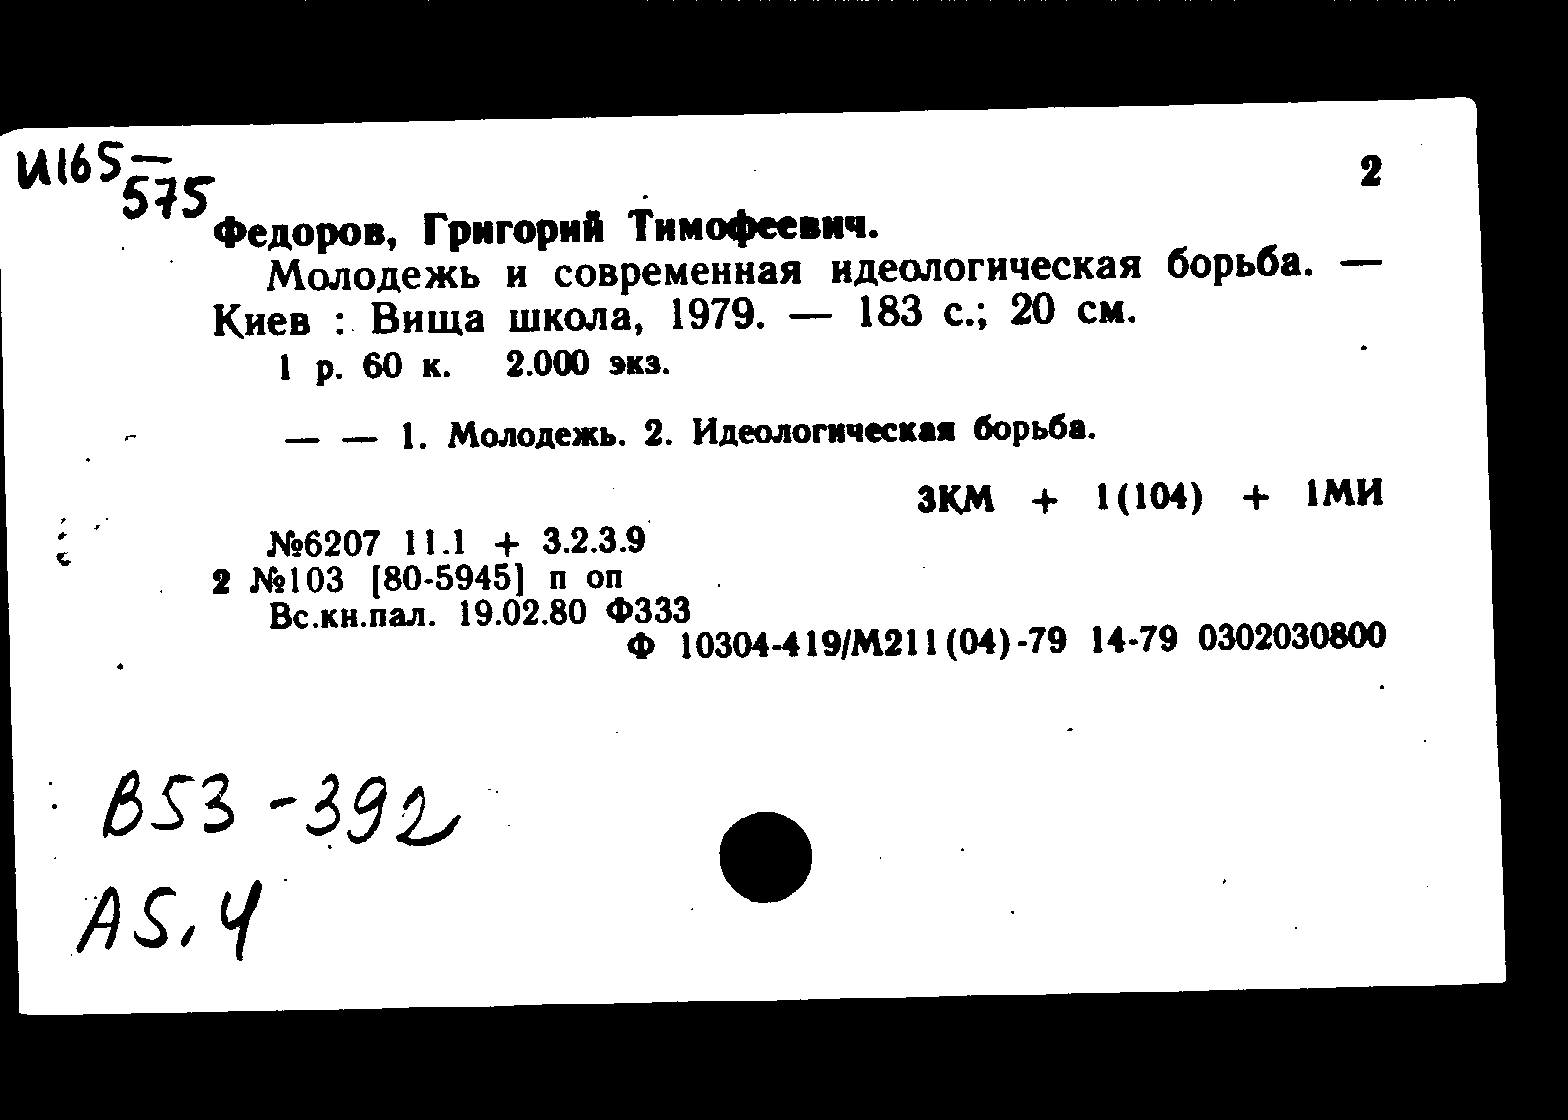 И165-
575
2
Федоров, Григорий Тимофеевич.
Молодежь и современная идеологическая борьба. —
Киев : Вища школа, 1979. — 183 с.; 20 см.
1 р. 60 к. 2.000 экз.
— — 1. Молодежь. 2. Идеологическая борьба.
3КМ + 1(104) + 1МИ
№6207 11.1 + 3.2.3.9
2 №103 [80-5945] п оп
Вс.кн.пал. 19.02.80 Ф333
Ф 10304-419/М211(04)-79 14-79 0302030800
В53-392
А5.4